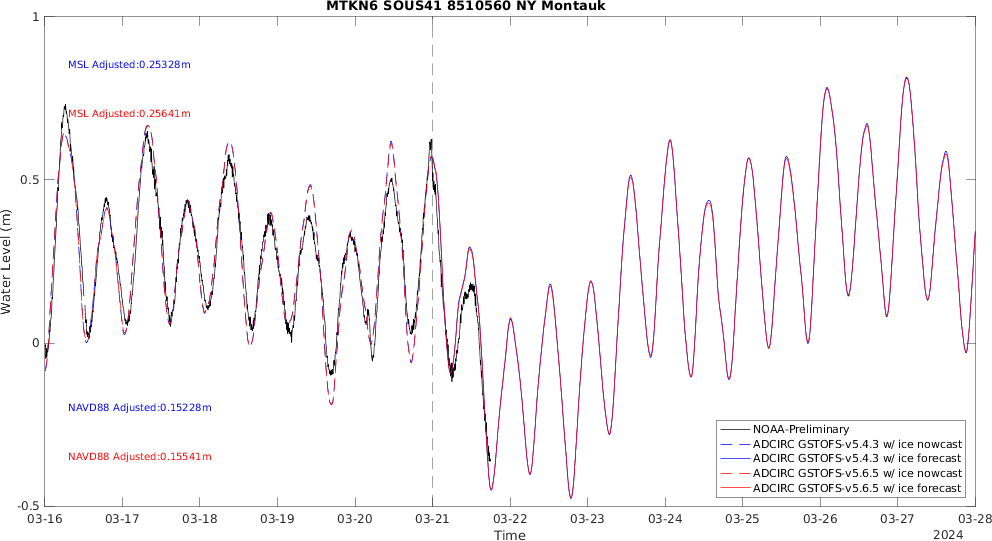 MTKN6 SOUS41 8510560 NY Montauk
Water Level (m)
1
0.5
0
-0.5
MSL Adjusted:0.25328m
MSL Adjusted:0.25641m
NAVD88 Adjusted:0.15228m
NAVD88 Adjusted:0.15541m
NOAA-Preliminary
ADCIRC GSTOFS-v5.4.3 w/ ice nowcast
ADCIRC GSTOFS-v5.4.3 w/ ice forecast
ADCIRC GSTOFS-v5.6.5 w/ ice nowcast
ADCIRC GSTOFS-v5.6.5 w/ ice forecast
03-16 03-17 03-18 03-19 03-20 03-21 03-22 03-23 03-24 03-25 03-26 03-27 03-28
Time
2024